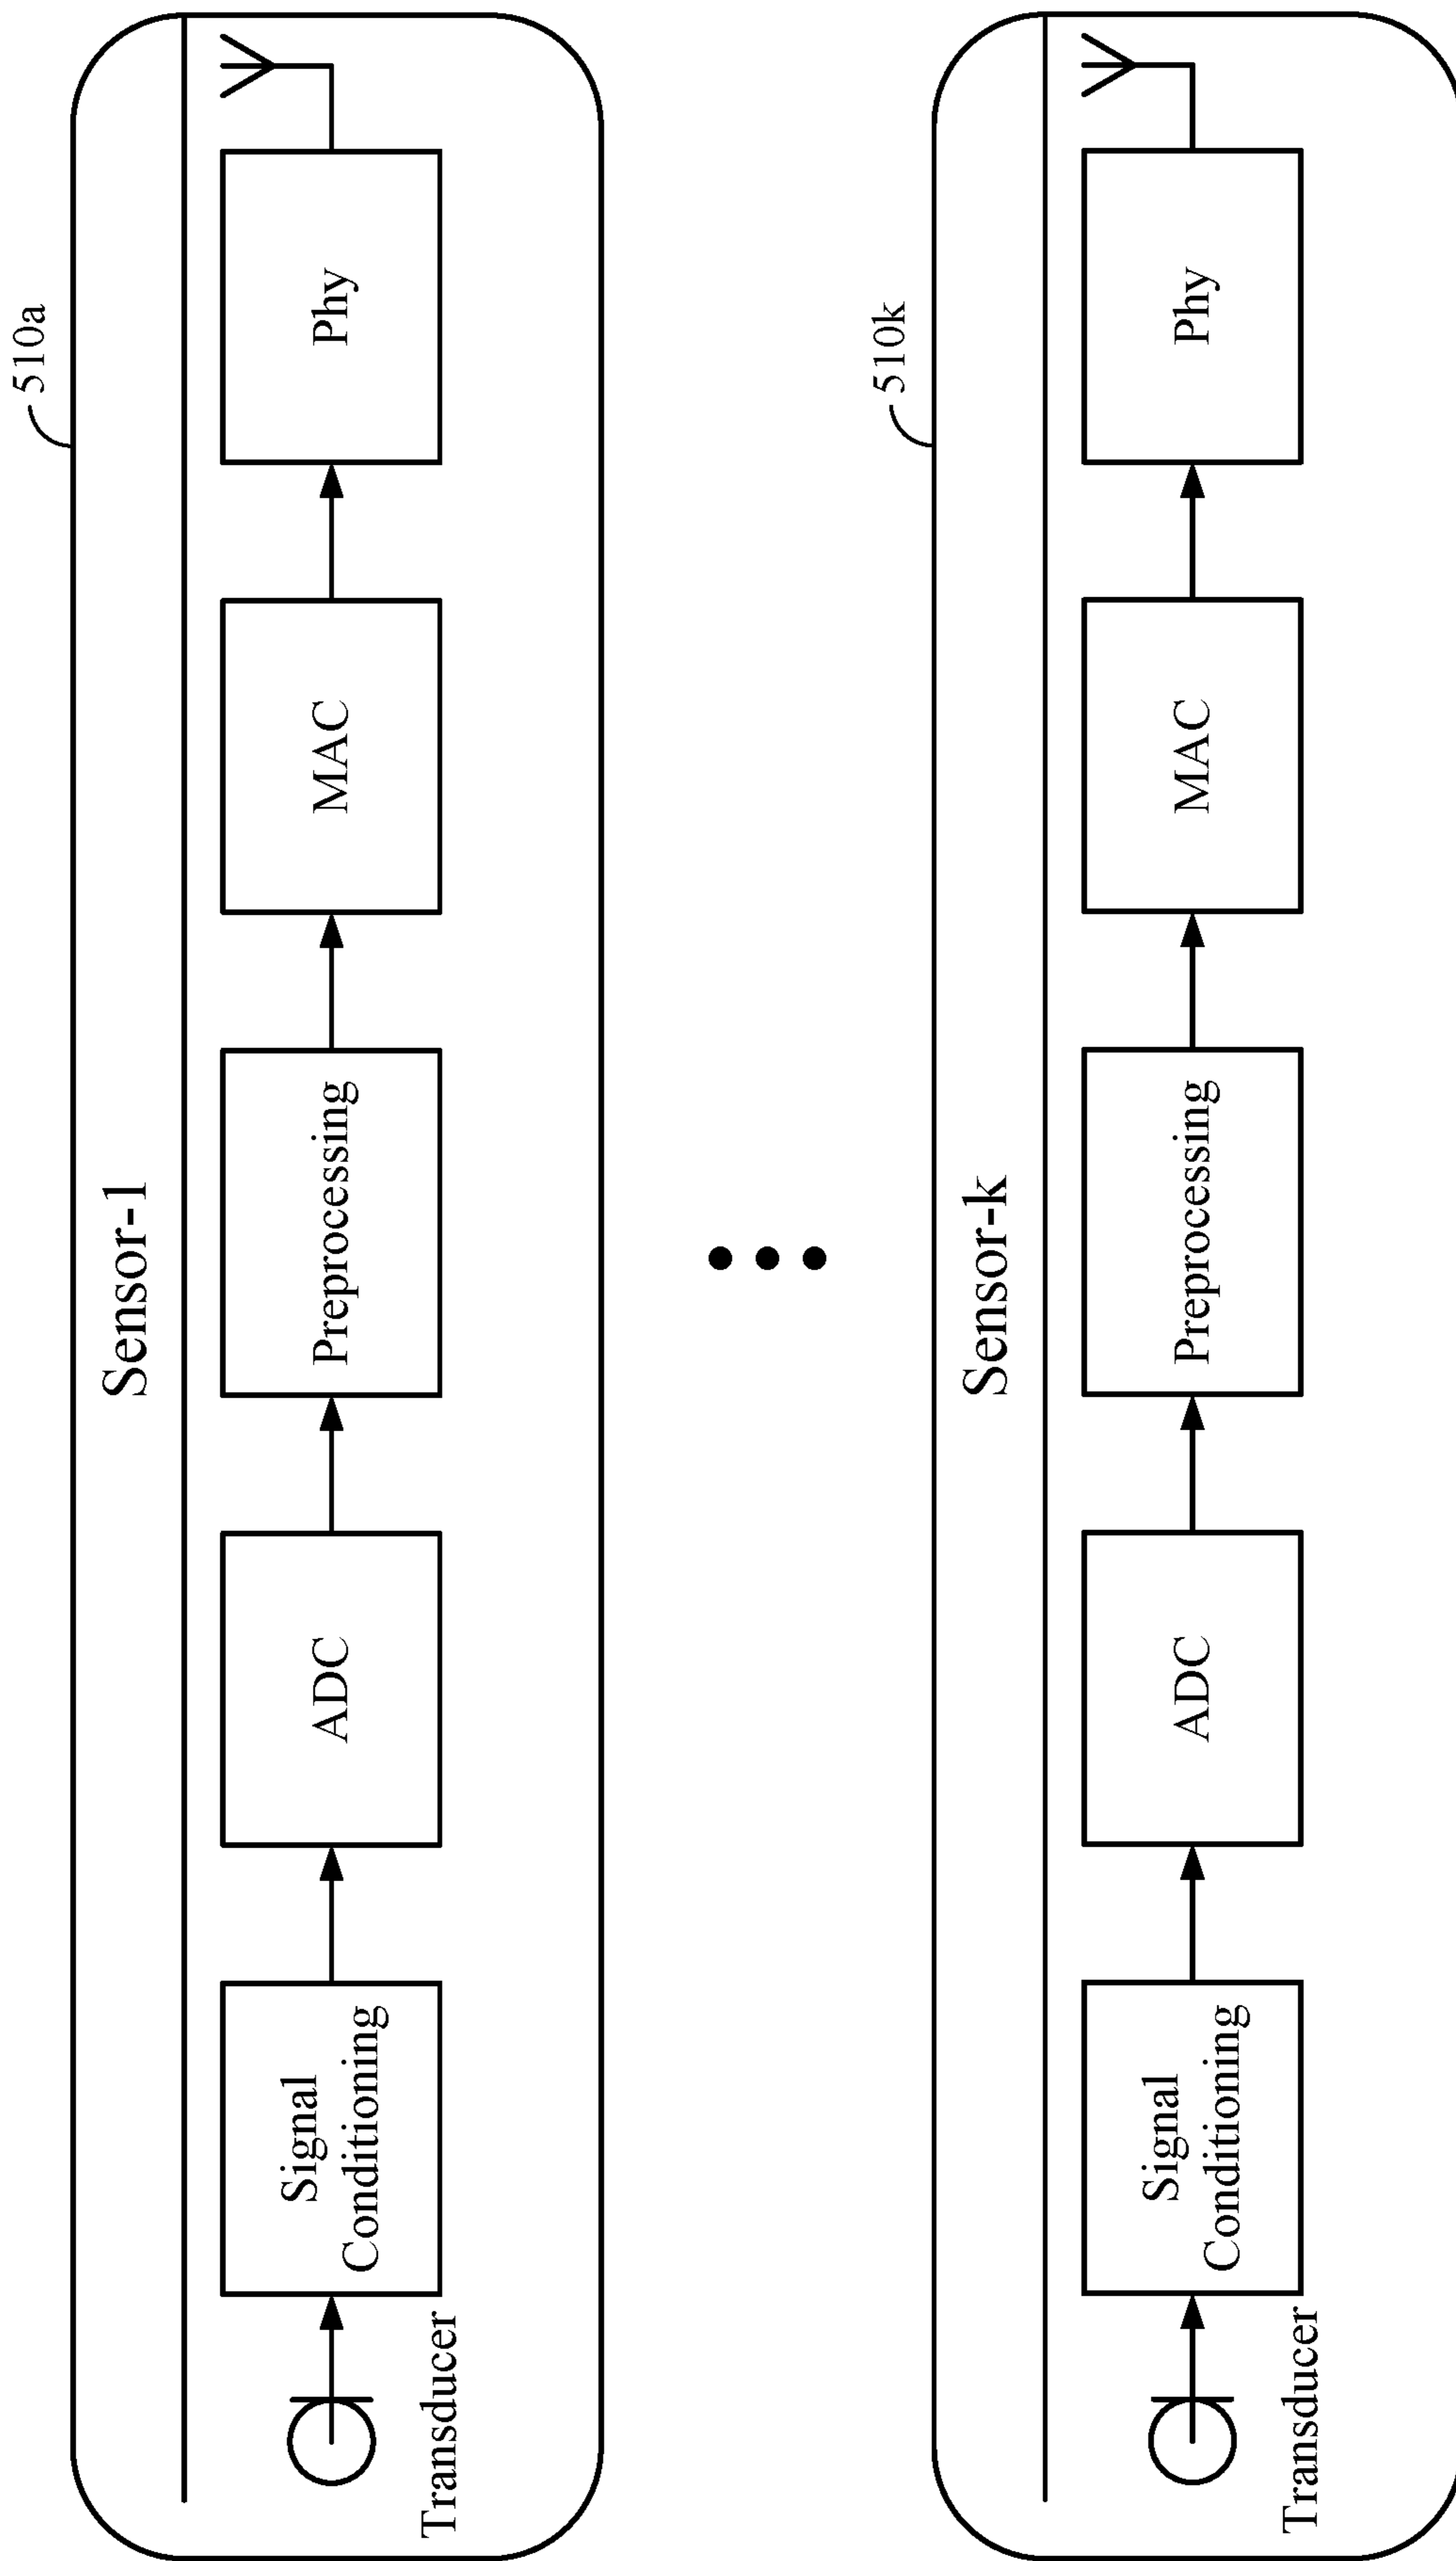 510a
Sensor-1
Transducer
Signal
Conditioning
ADC
Preprocessing
MAC
Phy
510k
Sensor-k
Transducer
Signal
Conditioning
ADC
Preprocessing
MAC
Phy